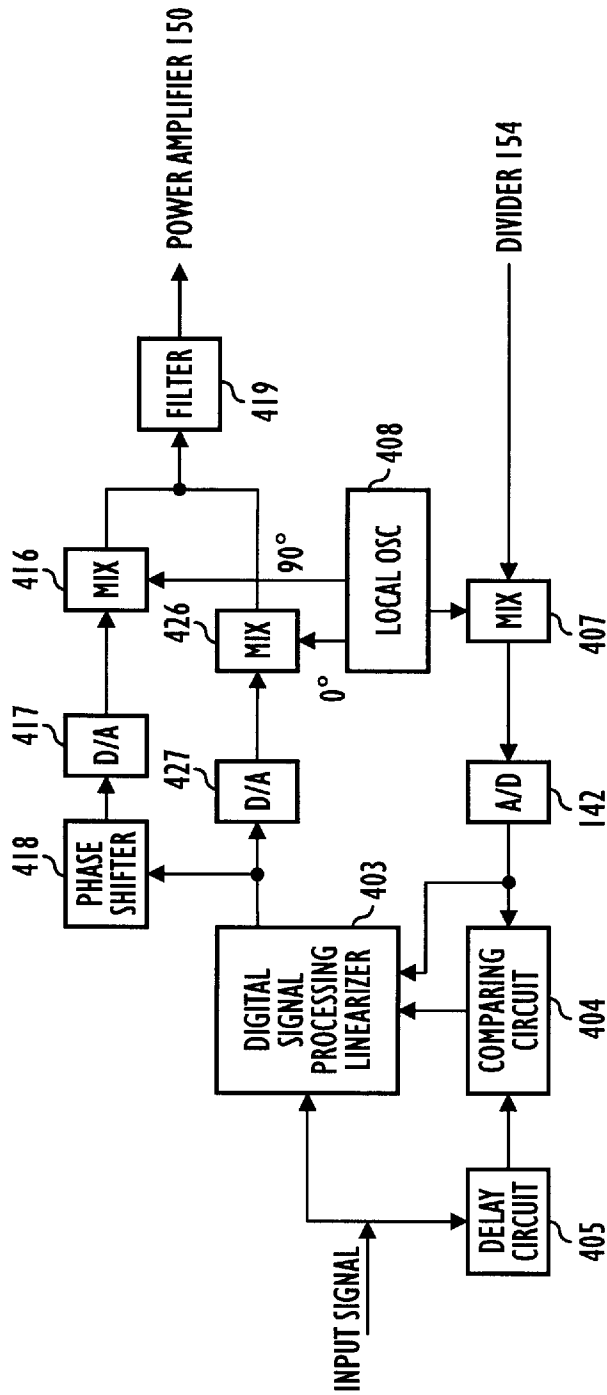 INPUT SIGNAL
DELAY
CIRCUIT
405
COMPARING
CIRCUIT
404
DIGITAL
SIGNAL
PROCESSING
LINEARIZER
403
PHASE
SHIFTER
418
D/A
417
D/A
427
MIX
416
MIX
426
90°
0°
LOCAL OSC
408
FILTER
419
POWER AMPLIFIER 150
A/D
142
MIX
407
DIVIDER 154